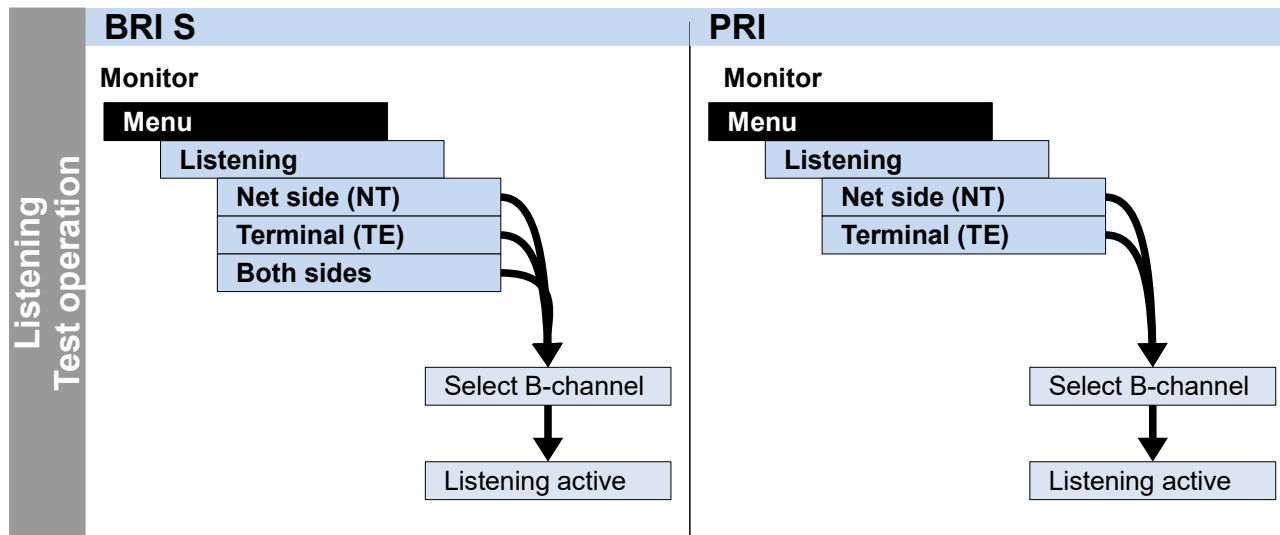 Listening
Test operation
BRI S
Monitor
Menu
Listening
Net side (NT)
Terminal (TE)
Both sides
Select B-channel
Listening active
PRI
Monitor
Menu
Listening
Net side (NT)
Terminal (TE)
Select B-channel
Listening active